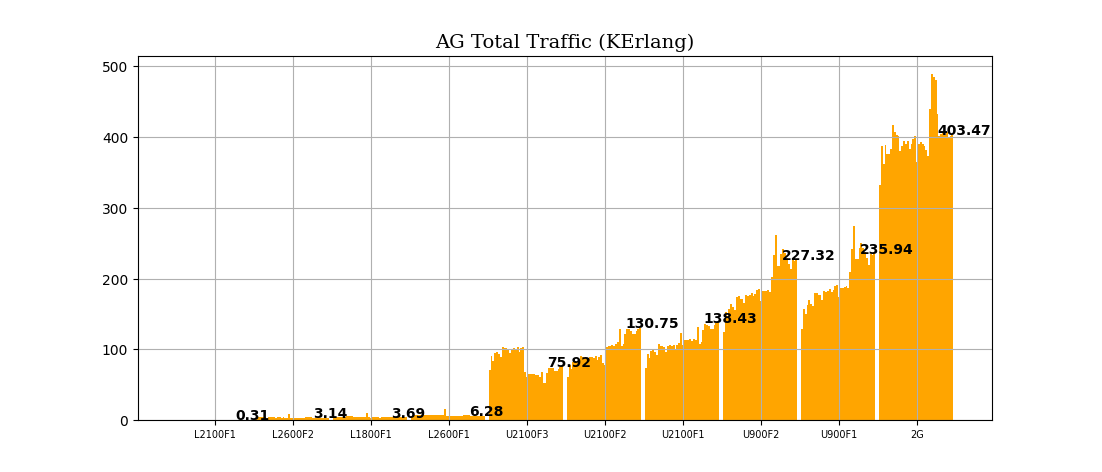 AG Total Traffic (KErlang)
500
400
300
200
100
0
0.31
3.14
3.69
6.28
75.92
130.75
138.43
227.32
235.94
403.47
L2100F1
L2600F2
L1800F1
L2600F1
U2100F3
U2100F2
U2100F1
U900F2
U900F1
2G